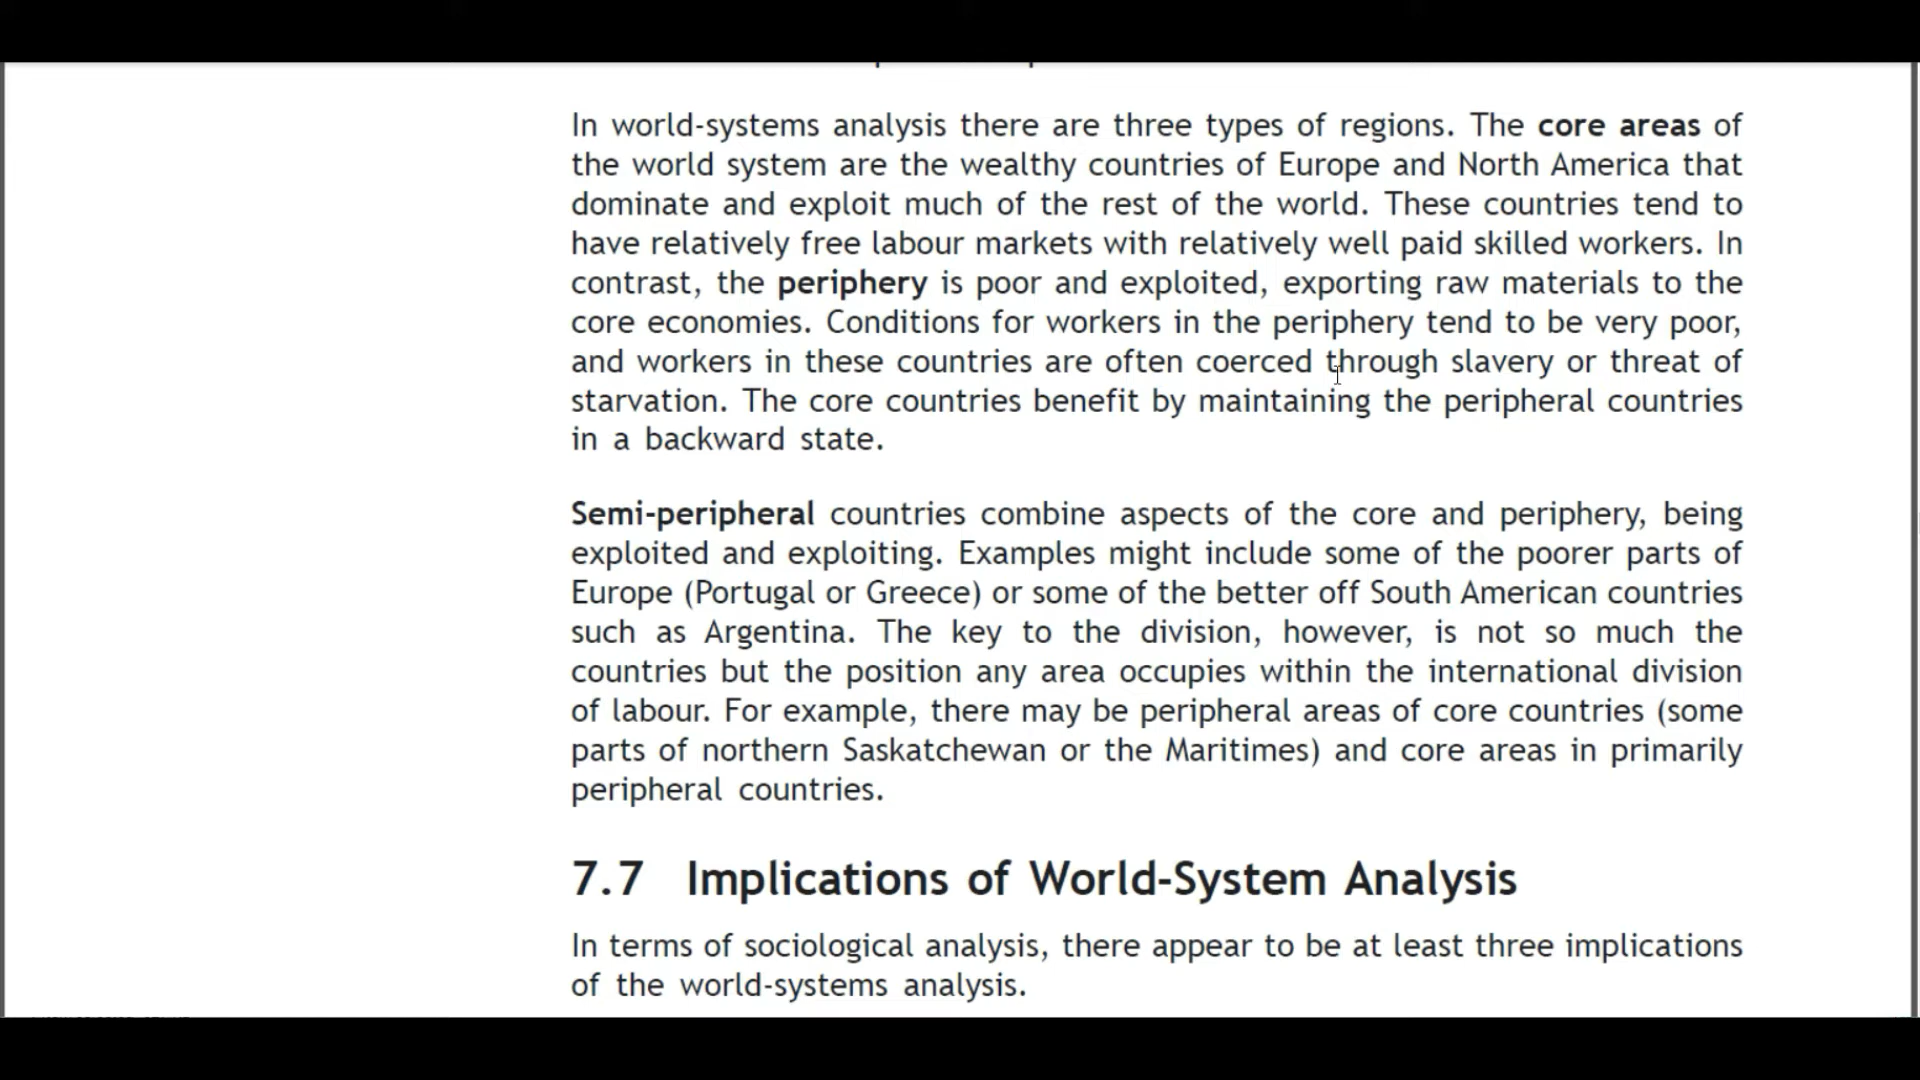 In world-systems analysis there are three types of regions. The core areas of
the world system are the wealthy countries of Europe and North America that
dominate and exploit much of the rest of the world. These countries tend to
have relatively free labour markets with relatively well paid skilled workers. In
contrast, the periphery is poor and exploited, exporting raw materials to the
core economies. Conditions for workers in the periphery tend to be very poor,
and workers in these countries are often coerced through slavery or threat of
starvation. The core countries benefit by maintaining the peripheral countries
in a backward state.
Semi-peripheral countries combine aspects of the core and periphery, being
exploited and exploiting. Examples might include some of the poorer parts of
Europe (Portugal or Greece) or some of the better off South American countries
such as Argentina. The key to the division, however, is not so much the
countries but the position any area occupies within the international division
of labour. For example, there may be peripheral areas of core countries (some
parts of northern Saskatchewan or the Maritimes) and core areas in primarily
peripheral countries.
7.7 Implications of World-System Analysis
In terms of sociological analysis, there appear to be at least three implications
of the world-systems analysis.